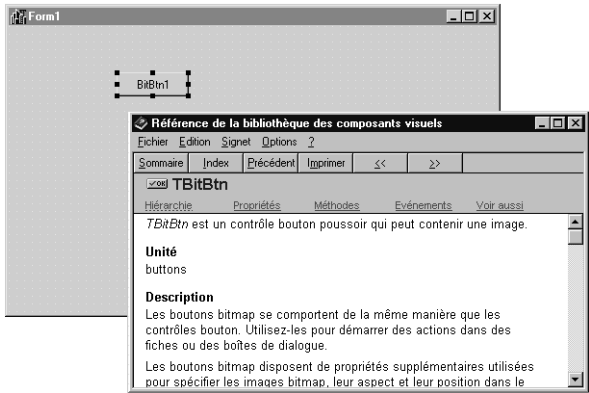 Form1
BitBtn1
Référence de la bibliothèque des composants visuels
Fichier Edition Signet Options ?
Sommaire Index Précédent Imprimer << >>
OK TBitBtn
Hiérarchie Propriétés Méthodes Evénements Voir aussi
TBitBtn est un contrôle bouton poussoir qui peut contenir une image.
Unité
buttons
Description
Les boutons bitmap se comportent de la même manière que les
contrôles bouton. Utilisez-les pour démarrer des actions dans des
fiches ou des boîtes de dialogue.
Les boutons bitmap disposent de propriétés supplémentaires utilisées
pour spécifier les images bitmap, leur aspect et leur position dans le